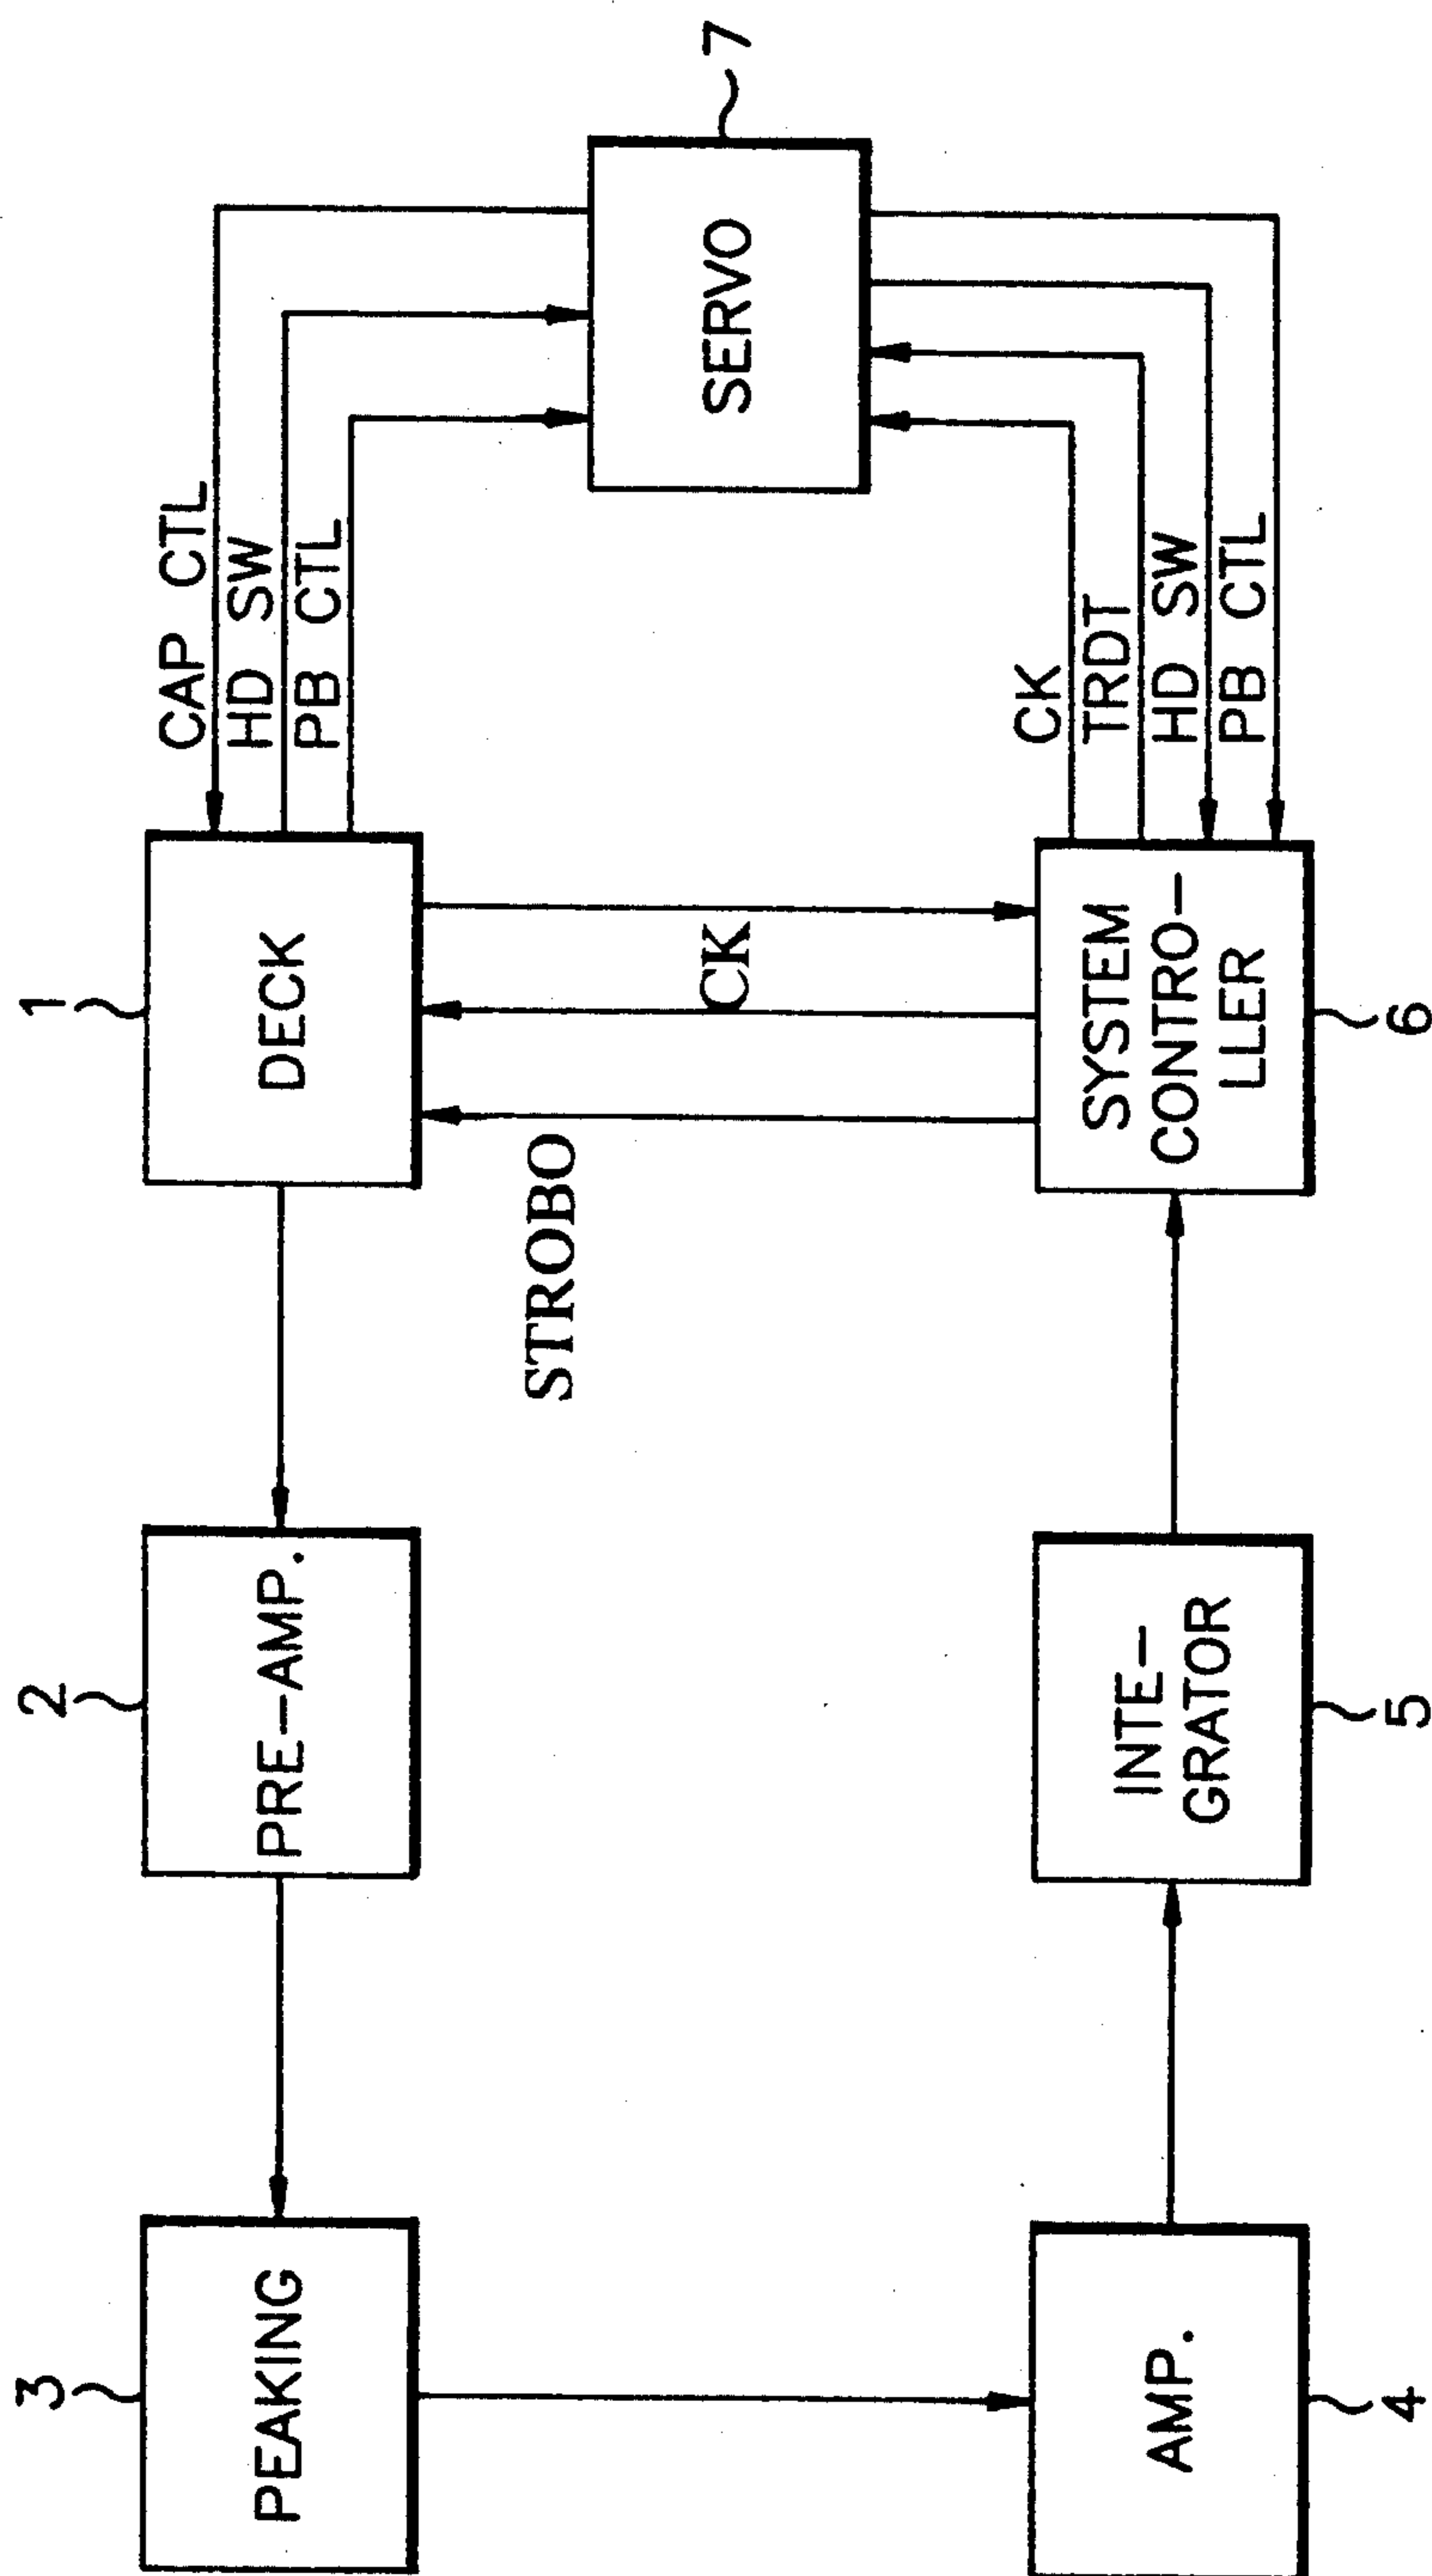 3
2
1
PEAKING
PRE-AMP.
DECK
CAP CTL
HD SW
PB CTL
7
SERVO
STROBO
CK
CK
TRDT
HD SW
PB CTL
AMP.
INTE-
GRATOR
SYSTEM
CONTRO-
LLER
4
5
6